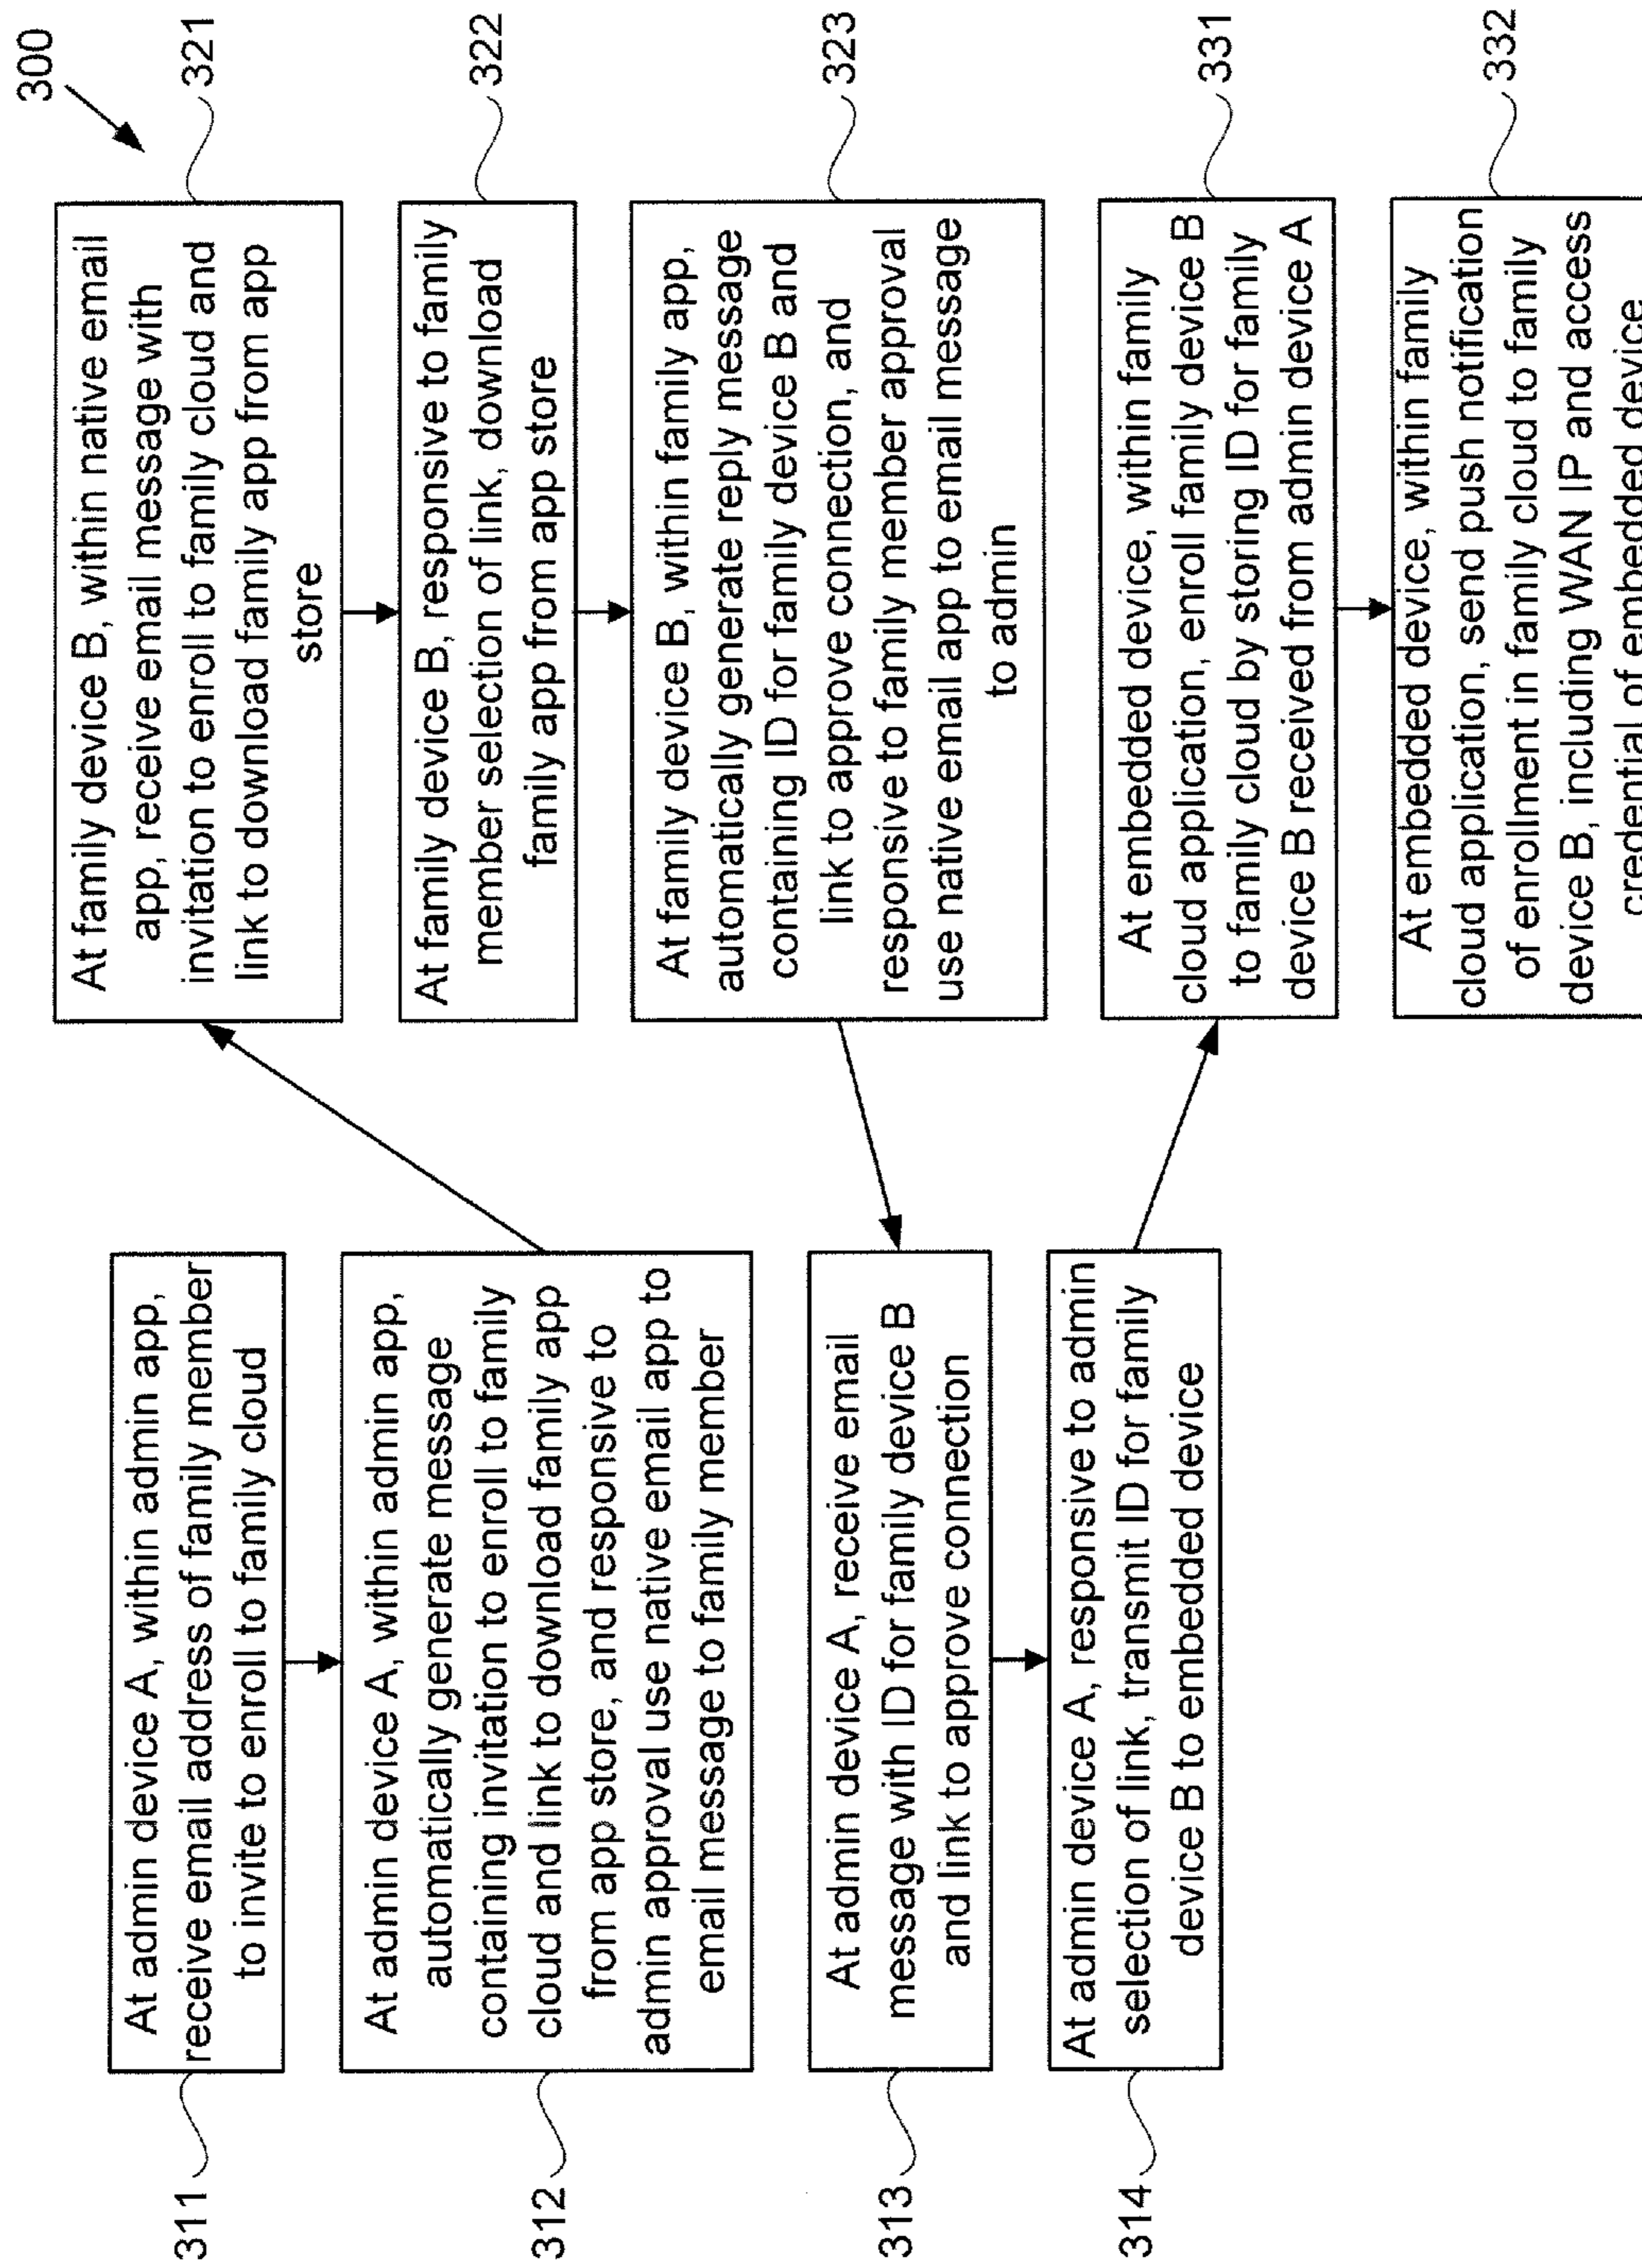 300
311
At admin device A, within admin app,
receive email address of family member
to invite to enroll to family cloud
312
At admin device A, within admin app,
automatically generate message
containing invitation to enroll to family
cloud and link to download family app
from app store, and responsive to
admin approval use native email app to
email message to family member
321
At family device B, within native email
app, receive email message with
invitation to enroll to family cloud and
link to download family app from app
store
322
At family device B, responsive to family
member selection of link, download
family app from app store
323
At family device B, within family app,
automatically generate reply message
containing ID for family device B and
link to approve connection, and
responsive to family member approval
use native email app to email message
to admin
313
At admin device A, receive email
message with ID for family device B
and link to approve connection
314
At admin device A, responsive to admin
selection of link, transmit ID for family
device B to embedded device
331
At embedded device, within family
cloud application, enroll family device B
to family cloud by storing ID for family
device B received from admin device A
332
At embedded device, within family
cloud application, send push notification
of enrollment in family cloud to family
device B, including WAN IP and access
credential of embedded device